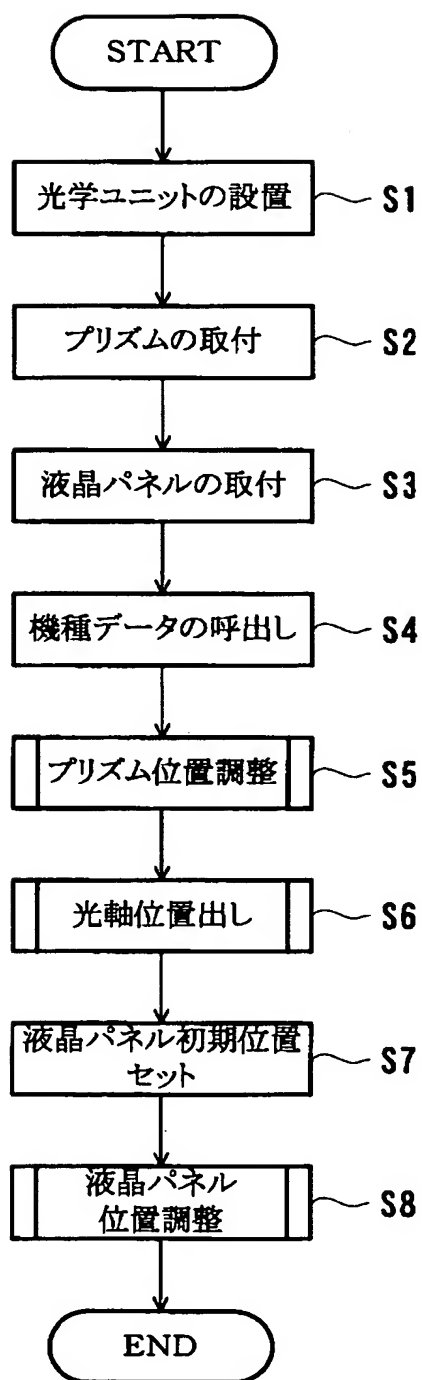 START
光学ユニットの設置 S1
プリズムの取付 S2
液晶パネルの取付 S3
機種データの呼出し S4
プリズム位置調整 S5
光軸位置出し S6
液晶パネル初期位置
セット S7
液晶パネル
位置調整 S8
END